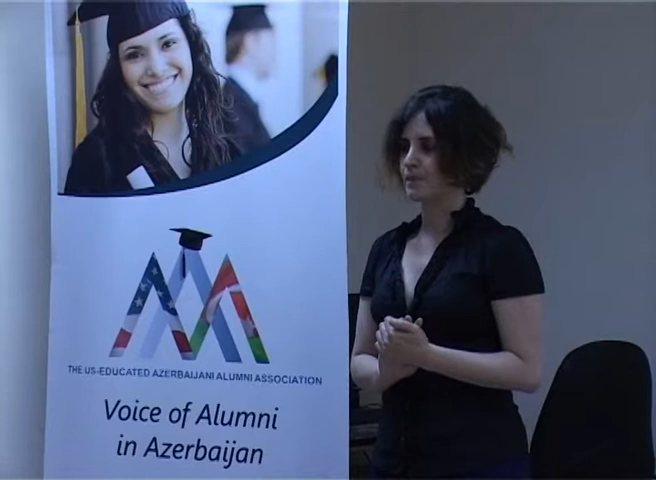 THE US-EDUCATED AZERBAIJANI ALUMNI ASSOCIATION
Voice of Alumni
in Azerbaijan